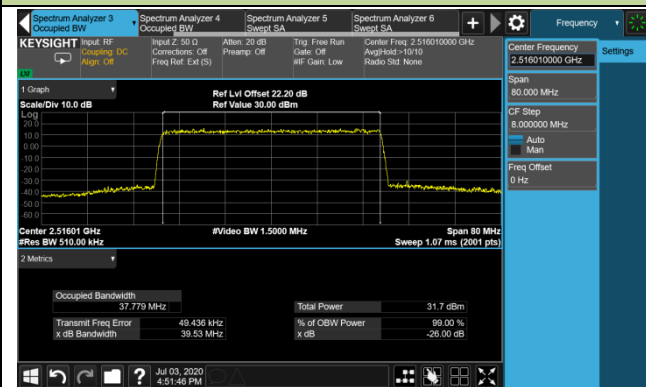 Spectrum Analyzer 3
Occupied BW
Spectrum Analyzer 4
Occupied BW
Spectrum Analyzer 5
Swept SA
Spectrum Analyzer 6
Swept SA
Frequency
KEYSIGHT
Input: RF
Coupling: DC
Align: Off
Input Z: 50 Ω
Corrections: Off
Freq Ref: Ext (S)
Atten: 20 dB
Preamp: Off
Trig: Free Run
Gate: Off
#IF Gain: Low
Center Freq: 2.516010000 GHz
Avg|Hold:>10/10
Radio Std: None
LXI
Center Frequency
2.516010000 GHz
Settings
Span
80.000 MHz
CF Step
8.000000 MHz
Auto
Man
Freq Offset
0 Hz
1 Graph
Scale/Div 10.0 dB
Ref Lvl Offset 22.20 dB
Ref Value 30.00 dBm
Log
20.0
10.0
0.00
-10.0
-20.0
-30.0
-40.0
-50.0
-60.0
Center 2.51601 GHz
#Video BW 1.5000 MHz
Span 80 MHz
#Res BW 510.00 kHz
Sweep 1.07 ms (2001 pts)
2 Metrics
Occupied Bandwidth
37.779 MHz
Total Power
31.7 dBm
Transmit Freq Error
49.436 kHz
% of OBW Power
99.00 %
x dB Bandwidth
39.53 MHz
x dB
-26.00 dB
Jul 03, 2020
4:51:46 PM